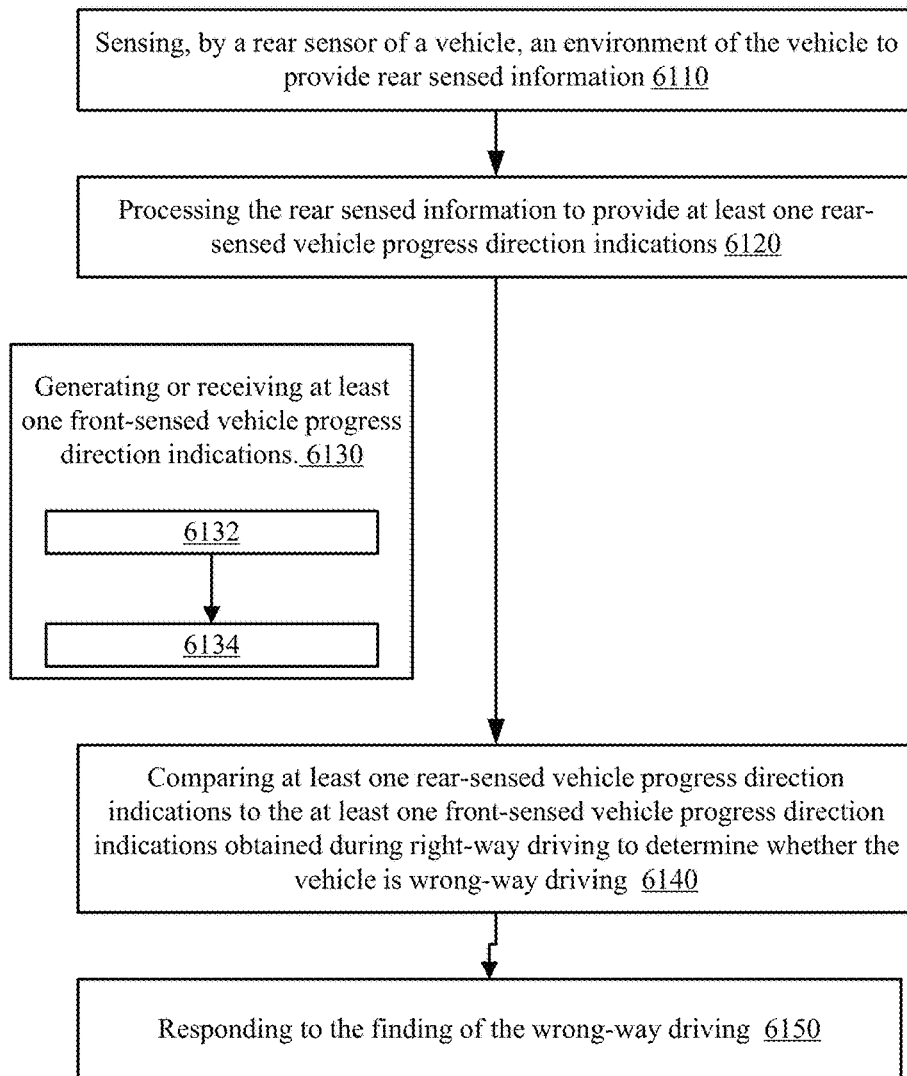 Sensing, by a rear sensor of a vehicle, an environment of the vehicle to
provide rear sensed information 6110
Processing the rear sensed information to provide at least one rear-
sensed vehicle progress direction indications 6120
Generating or receiving at least
one front-sensed vehicle progress
direction indications. 6130
6132
6134
Comparing at least one rear-sensed vehicle progress direction
indications to the at least one front-sensed vehicle progress direction
indications obtained during right-way driving to determine whether the
vehicle is wrong-way driving 6140
Responding to the finding of the wrong-way driving 6150